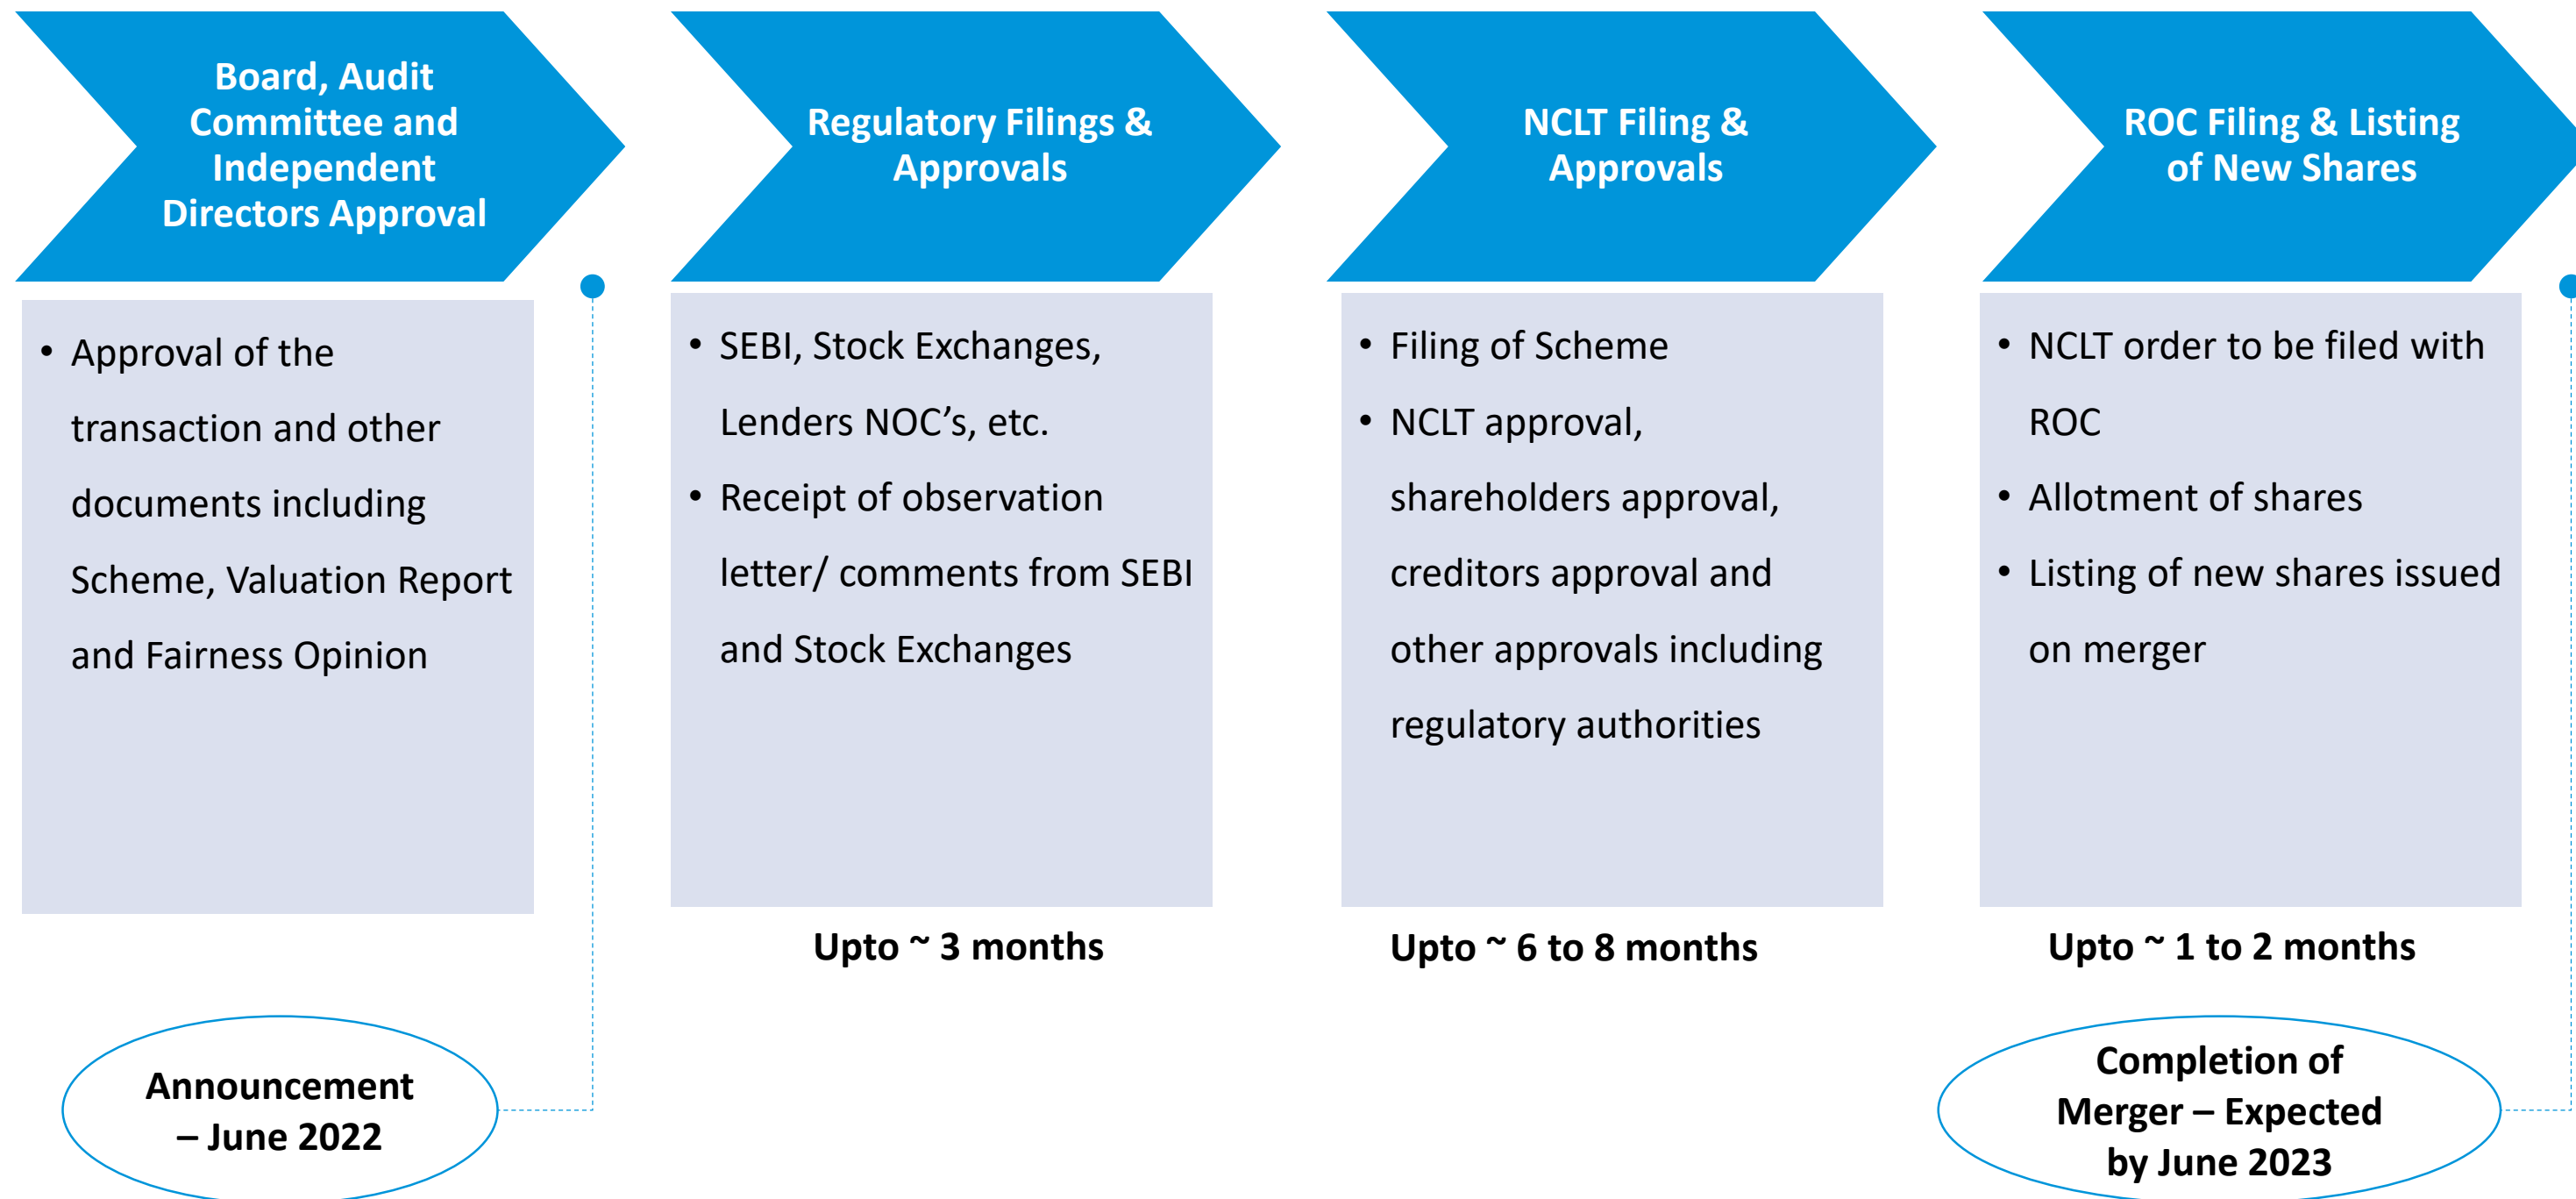 Board, Audit
Committee and
Independent
Directors Approval
Regulatory Filings &
Approvals
NCLT Filing &
Approvals
ROC Filing & Listing
of New Shares
• Approval of the
transaction and other
documents including
Scheme, Valuation Report
and Fairness Opinion
• SEBI, Stock Exchanges,
Lenders NOC’s, etc.
• Receipt of observation
letter/ comments from SEBI
and Stock Exchanges
• Filing of Scheme
• NCLT approval,
shareholders approval,
creditors approval and
other approvals including
regulatory authorities
• NCLT order to be filed with
ROC
• Allotment of shares
• Listing of new shares issued
on merger
Upto ~ 3 months
Upto ~ 6 to 8 months
Upto ~ 1 to 2 months
Announcement
– June 2022
Completion of
Merger – Expected
by June 2023